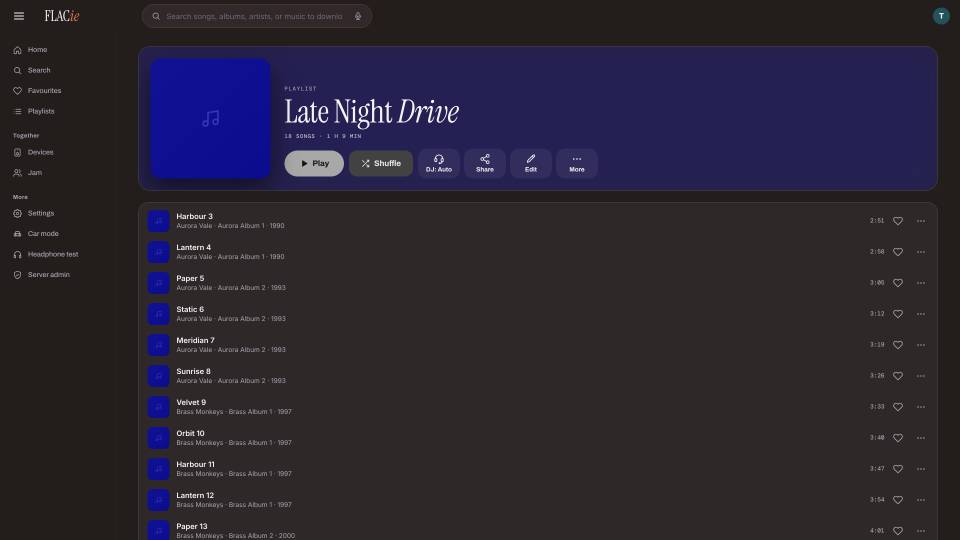 FLACie
Search songs, albums, artists, or music to downlo
T
Home
Search
Favourites
Playlists
Together
Devices
Jam
More
Settings
Car mode
Headphone test
Server admin
PLAYLIST
Late Night Drive
18 SONGS · 1 H 9 MIN
Play
Shuffle
DJ: Auto
Share
Edit
More
Harbour 3
Aurora Vale · Aurora Album 1 · 1990
2:51
Lantern 4
Aurora Vale · Aurora Album 1 · 1990
2:58
Paper 5
Aurora Vale · Aurora Album 2 · 1993
3:05
Static 6
Aurora Vale · Aurora Album 2 · 1993
3:12
Meridian 7
Aurora Vale · Aurora Album 2 · 1993
3:19
Sunrise 8
Aurora Vale · Aurora Album 2 · 1993
3:26
Velvet 9
Brass Monkeys · Brass Album 1 · 1997
3:33
Orbit 10
Brass Monkeys · Brass Album 1 · 1997
3:40
Harbour 11
Brass Monkeys · Brass Album 1 · 1997
3:47
Lantern 12
Brass Monkeys · Brass Album 1 · 1997
3:54
Paper 13
Brass Monkeys · Brass Album 2 · 2000
4:01